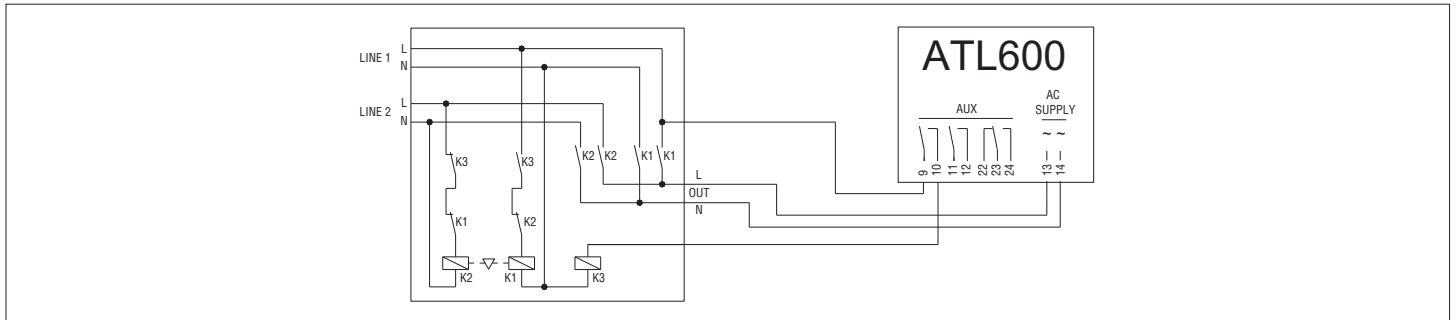 LINE 1
L
N
LINE 2
L
N
K3
K3
K2
K2
K1
K1
K1
K2
K2
K1
K3
L
OUT
N
ATL600
AUX
AC
SUPPLY
~ ~
9
10
11
12
22
23
24
13
14